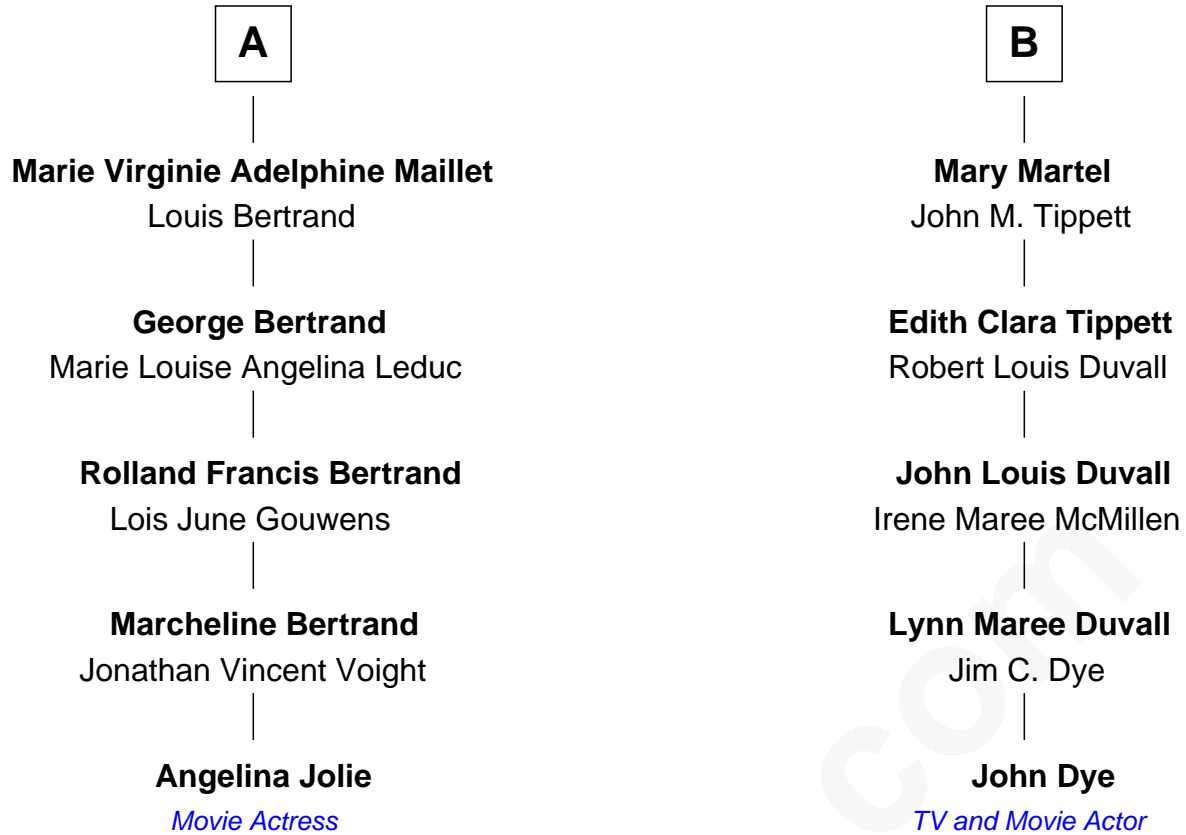 A
Marie Virginie Adelphine Maillet
Louis Bertrand
George Bertrand
Marie Louise Angelina Leduc
Rolland Francis Bertrand
Lois June Gouwens
Marcheline Bertrand
Jonathan Vincent Voight
Angelina Jolie
Movie Actress
B
Mary Martel
John M. Tippett
Edith Clara Tippett
Robert Louis Duvall
John Louis Duvall
Irene Maree McMillen
Lynn Maree Duvall
Jim C. Dye
John Dye
TV and Movie Actor
com